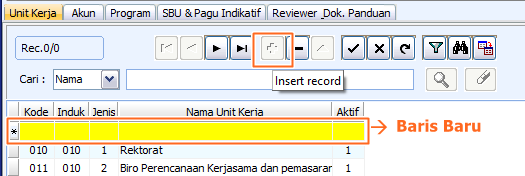 Unit Kerja Akun Program SBU & Pagu Indikatif Reviewer _Dok. Panduan
Rec.0/0
Cari : Nama
Insert record
Kode Induk Jenis Nama Unit Kerja Aktif
* Baris Baru
010 010 1 Rektorat 1
011 010 2 Biro Perencanaan Kerjasama dan pemasaran 1